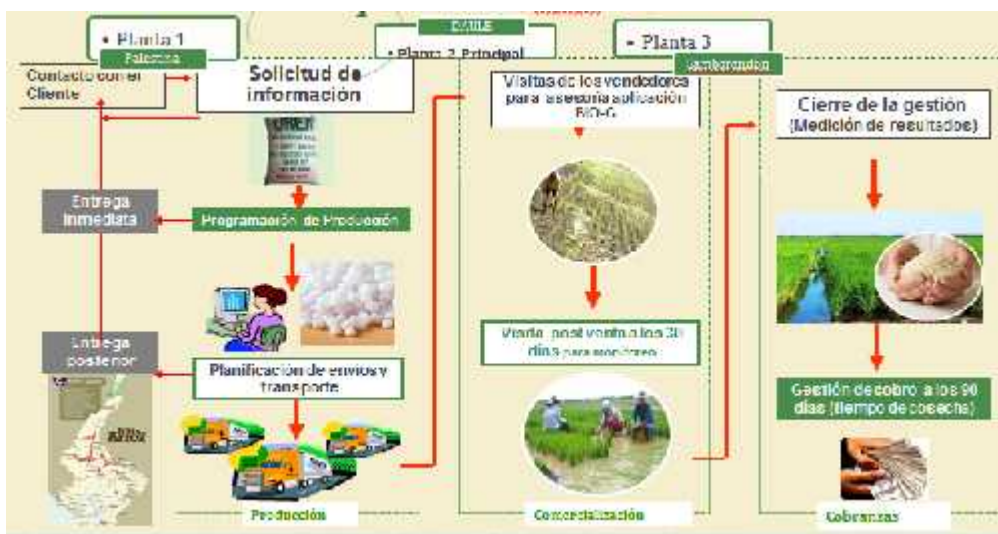 • Planta 1
Palestina
DAULE
• Planta 2 Principal
• Planta 3
Samborondon
Contacto con el
Cliente
Solicitud de
información
UREA
Entrega
Inmediata
Programación de Producción
Entrega
posterior
Planificación de envíos y
transporte
Producción
Visitas de los vendedores
para asesoría aplicación
BIO-G
Visita post venta a los 30
días para monitoreo
Comercialización
Cierre de la gestión
(Medición de resultados)
Gestión de cobro a los 90
días (tiempo de cosecha)
Cobranzas